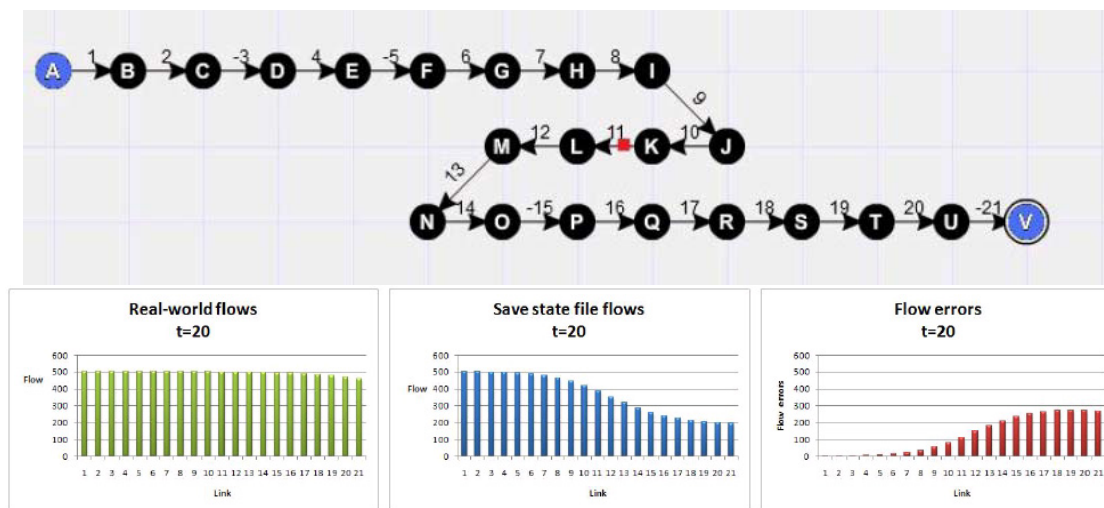 1 2 -3 4 -5 6 7 8
A B C D E F G H I
9
12 11 10
M L K J
13
14 -15 16 17 18 19 20 -21
N O P Q R S T U V
Real-world flows
t=20
600
500
400
300
200
100
0
Flow
1 2 3 4 5 6 7 8 9 10 11 12 13 14 15 16 17 18 19 20 21
Link
Save state file flows
t=20
600
500
400
300
200
100
0
Flow
1 2 3 4 5 6 7 8 9 10 11 12 13 14 15 16 17 18 19 20 21
Link
Flow errors
t=20
600
500
400
300
200
100
0
Flow errors
1 2 3 4 5 6 7 8 9 10 11 12 13 14 15 16 17 18 19 20 21
Link